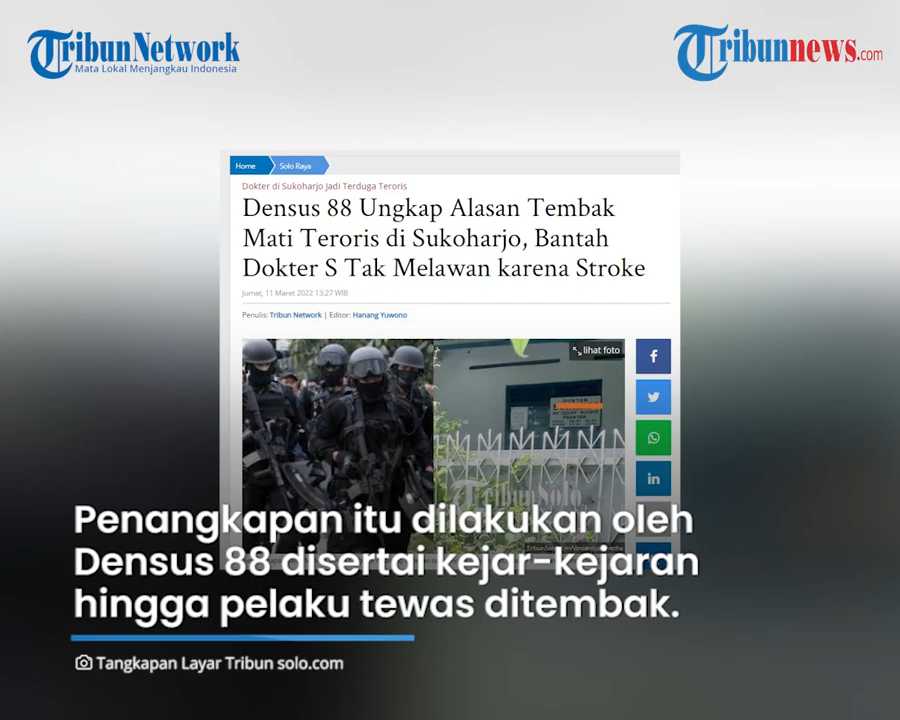 TribunNetwork
Mata Lokal Menjangkau Indonesia
Tribunnews.com
Home
Solo Raya
Dokter di Sukoharjo Jadi Terduga Teroris
Densus 88 Ungkap Alasan Tembak
Mati Teroris di Sukoharjo, Bantah
Dokter S Tak Melawan karena Stroke
Jumat, 11 Maret 2022 13:27 WIB
Penulis: Tribun Network | Editor: Hanang Yuwono
lihat foto
DOKTER
PRAKTEK
TribunSolo
Penangkapan itu dilakukan oleh
Densus 88 disertai kejar-kejaran
hingga pelaku tewas ditembak.
Tangkapan Layar Tribun solo.com